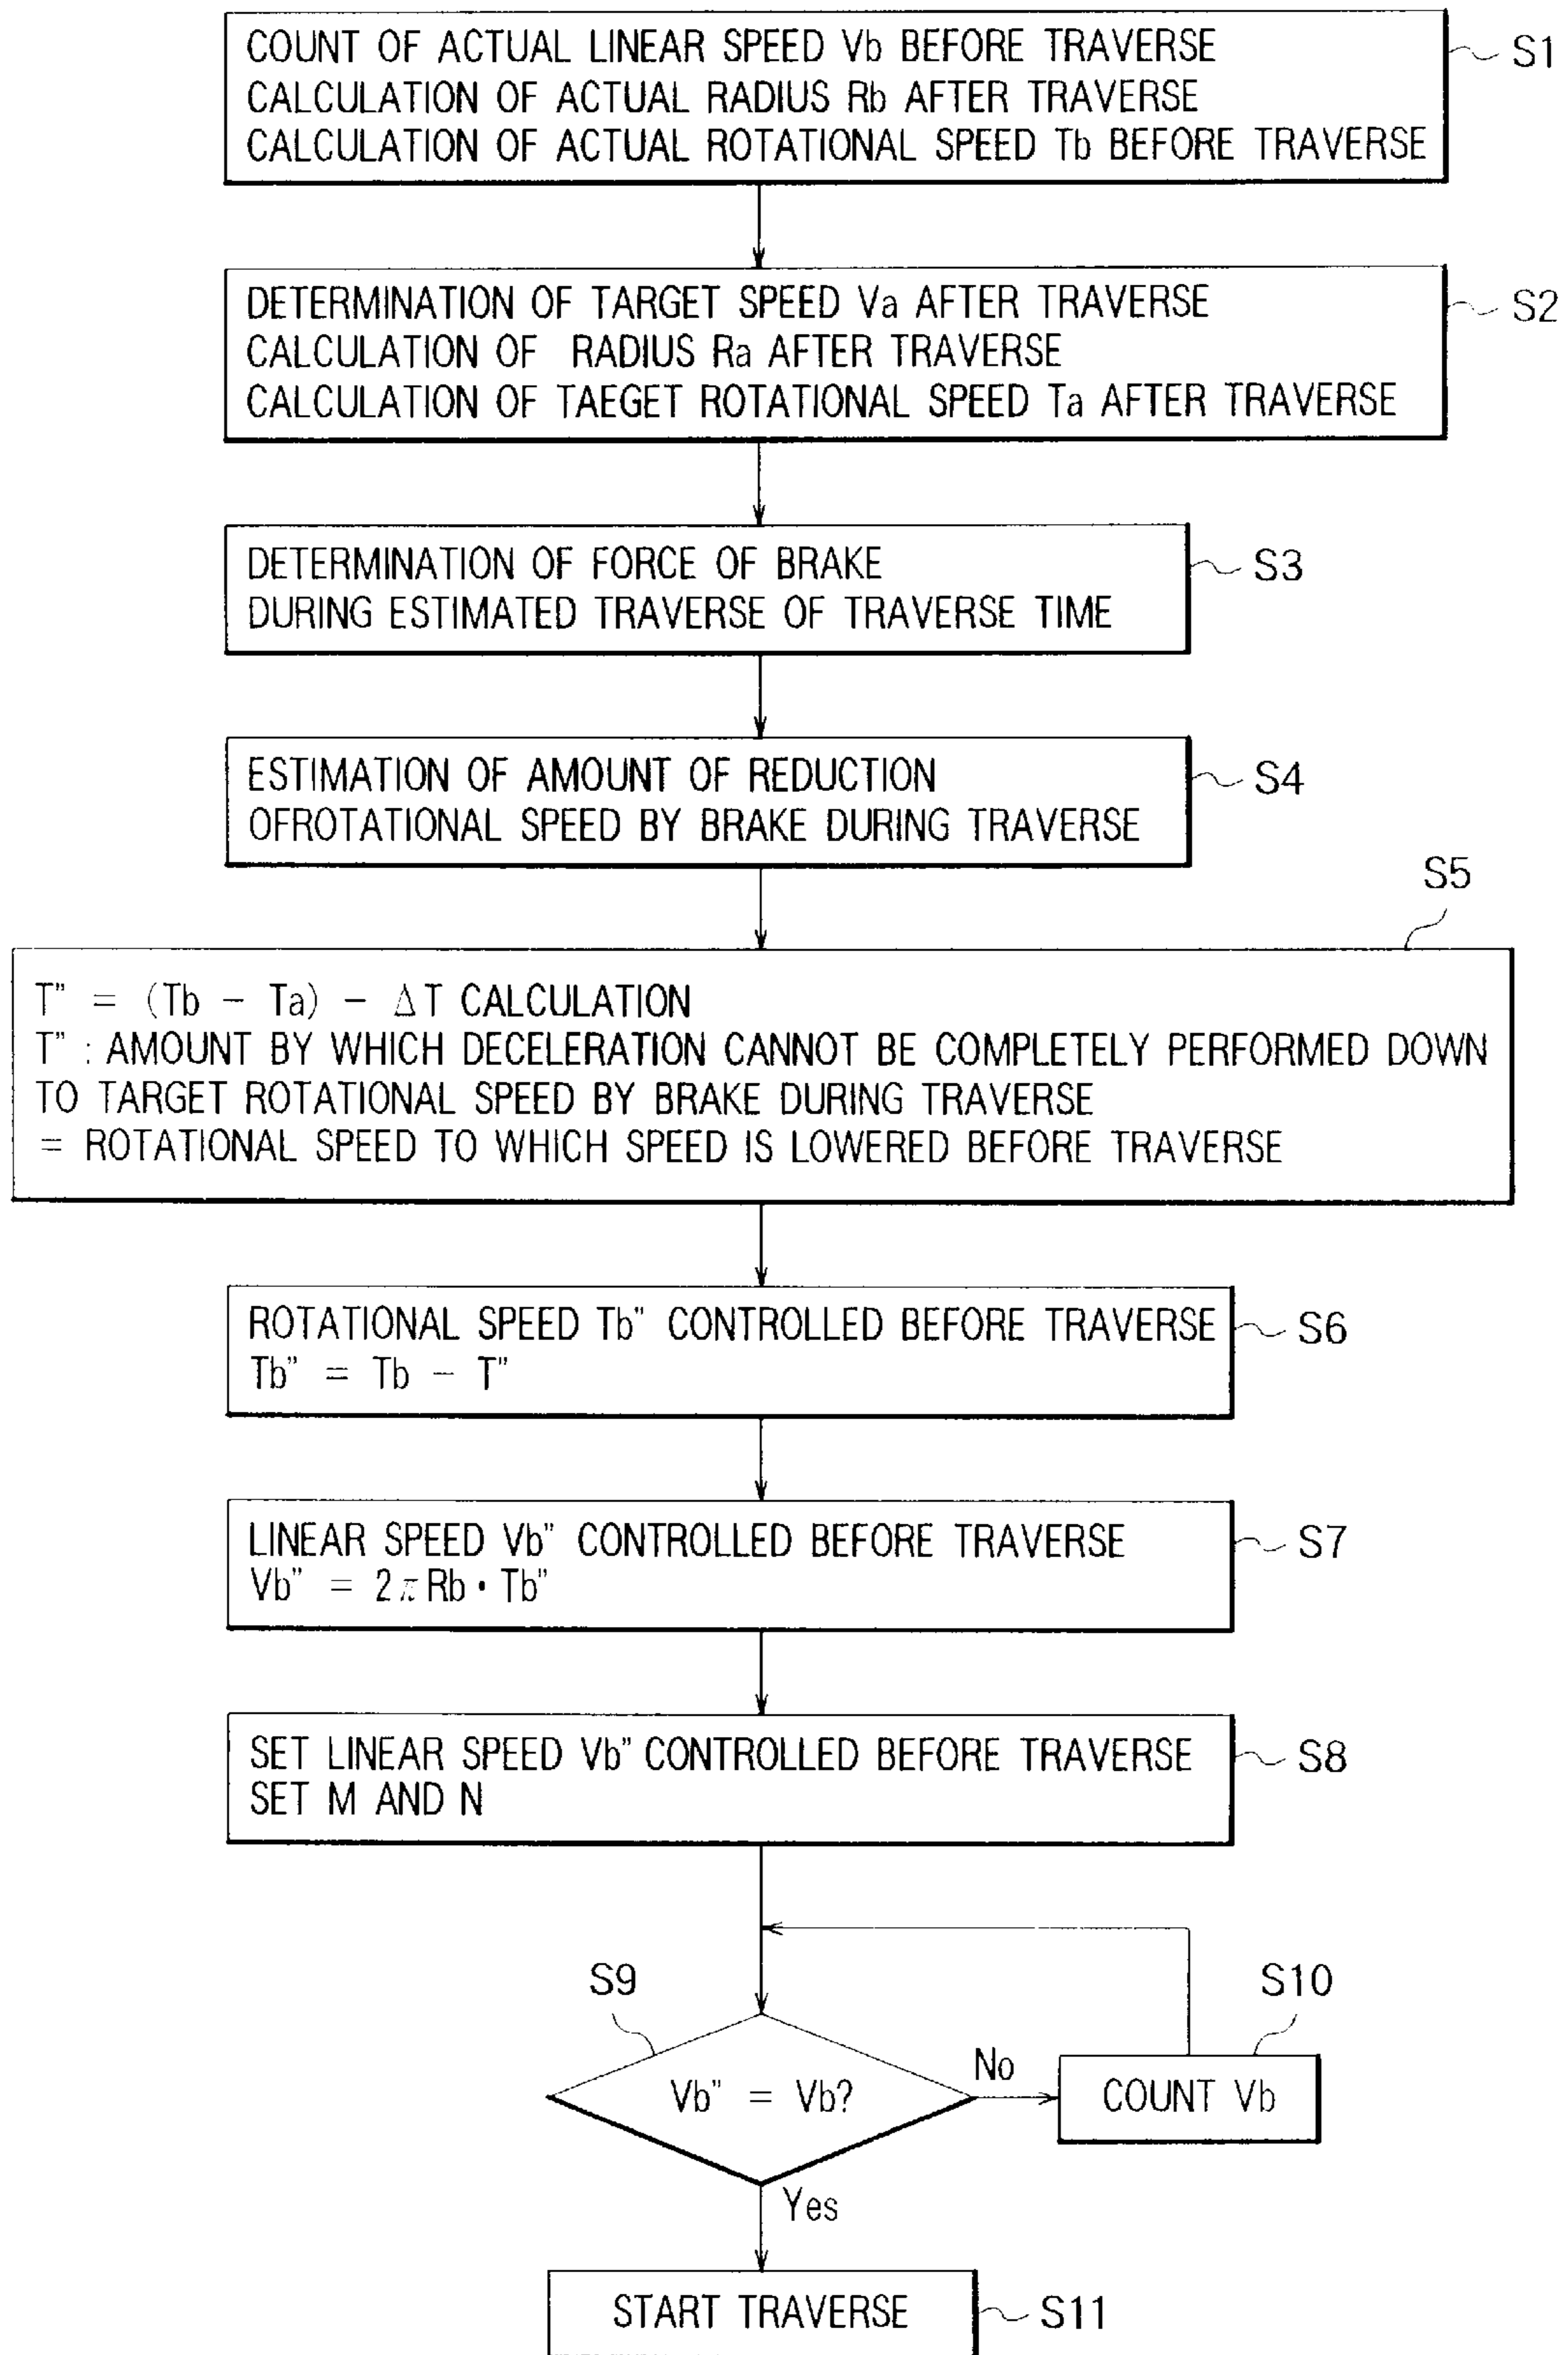 COUNT OF ACTUAL LINEAR SPEED Vb BEFORE TRAVERSE
CALCULATION OF ACTUAL RADIUS Rb AFTER TRAVERSE
CALCULATION OF ACTUAL ROTATIONAL SPEED Tb BEFORE TRAVERSE
S1
DETERMINATION OF TARGET SPEED Va AFTER TRAVERSE
CALCULATION OF RADIUS Ra AFTER TRAVERSE
CALCULATION OF TAEGET ROTATIONAL SPEED Ta AFTER TRAVERSE
S2
DETERMINATION OF FORCE OF BRAKE
DURING ESTIMATED TRAVERSE OF TRAVERSE TIME
S3
ESTIMATION OF AMOUNT OF REDUCTION
OFROTATIONAL SPEED BY BRAKE DURING TRAVERSE
S4
S5
T" = (Tb - Ta) - ΔT CALCULATION
T" : AMOUNT BY WHICH DECELERATION CANNOT BE COMPLETELY PERFORMED DOWN
TO TARGET ROTATIONAL SPEED BY BRAKE DURING TRAVERSE
= ROTATIONAL SPEED TO WHICH SPEED IS LOWERED BEFORE TRAVERSE
ROTATIONAL SPEED Tb" CONTROLLED BEFORE TRAVERSE
Tb" = Tb - T"
S6
LINEAR SPEED Vb" CONTROLLED BEFORE TRAVERSE
Vb" = 2πRb・Tb"
S7
SET LINEAR SPEED Vb" CONTROLLED BEFORE TRAVERSE
SET M AND N
S8
S9
Vb" = Vb?
No
S10
COUNT Vb
Yes
START TRAVERSE
S11